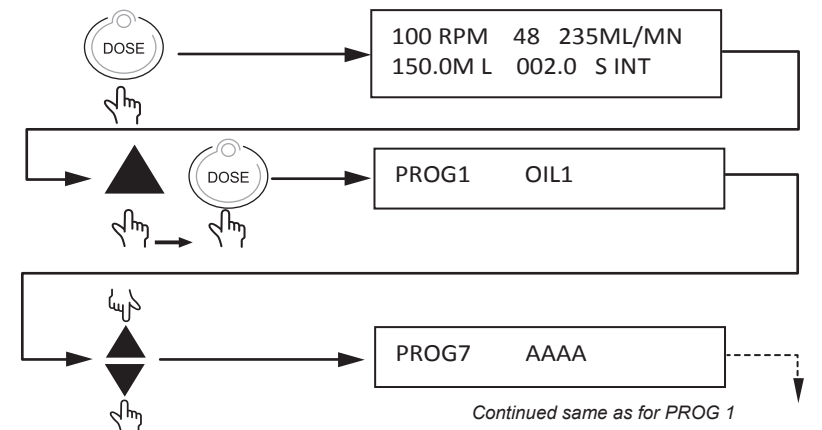 DOSE
100 RPM 48 235ML/MN
150.0M L 002.0 S INT
DOSE
PROG1 OIL1
PROG7 AAAA
Continued same as for PROG 1